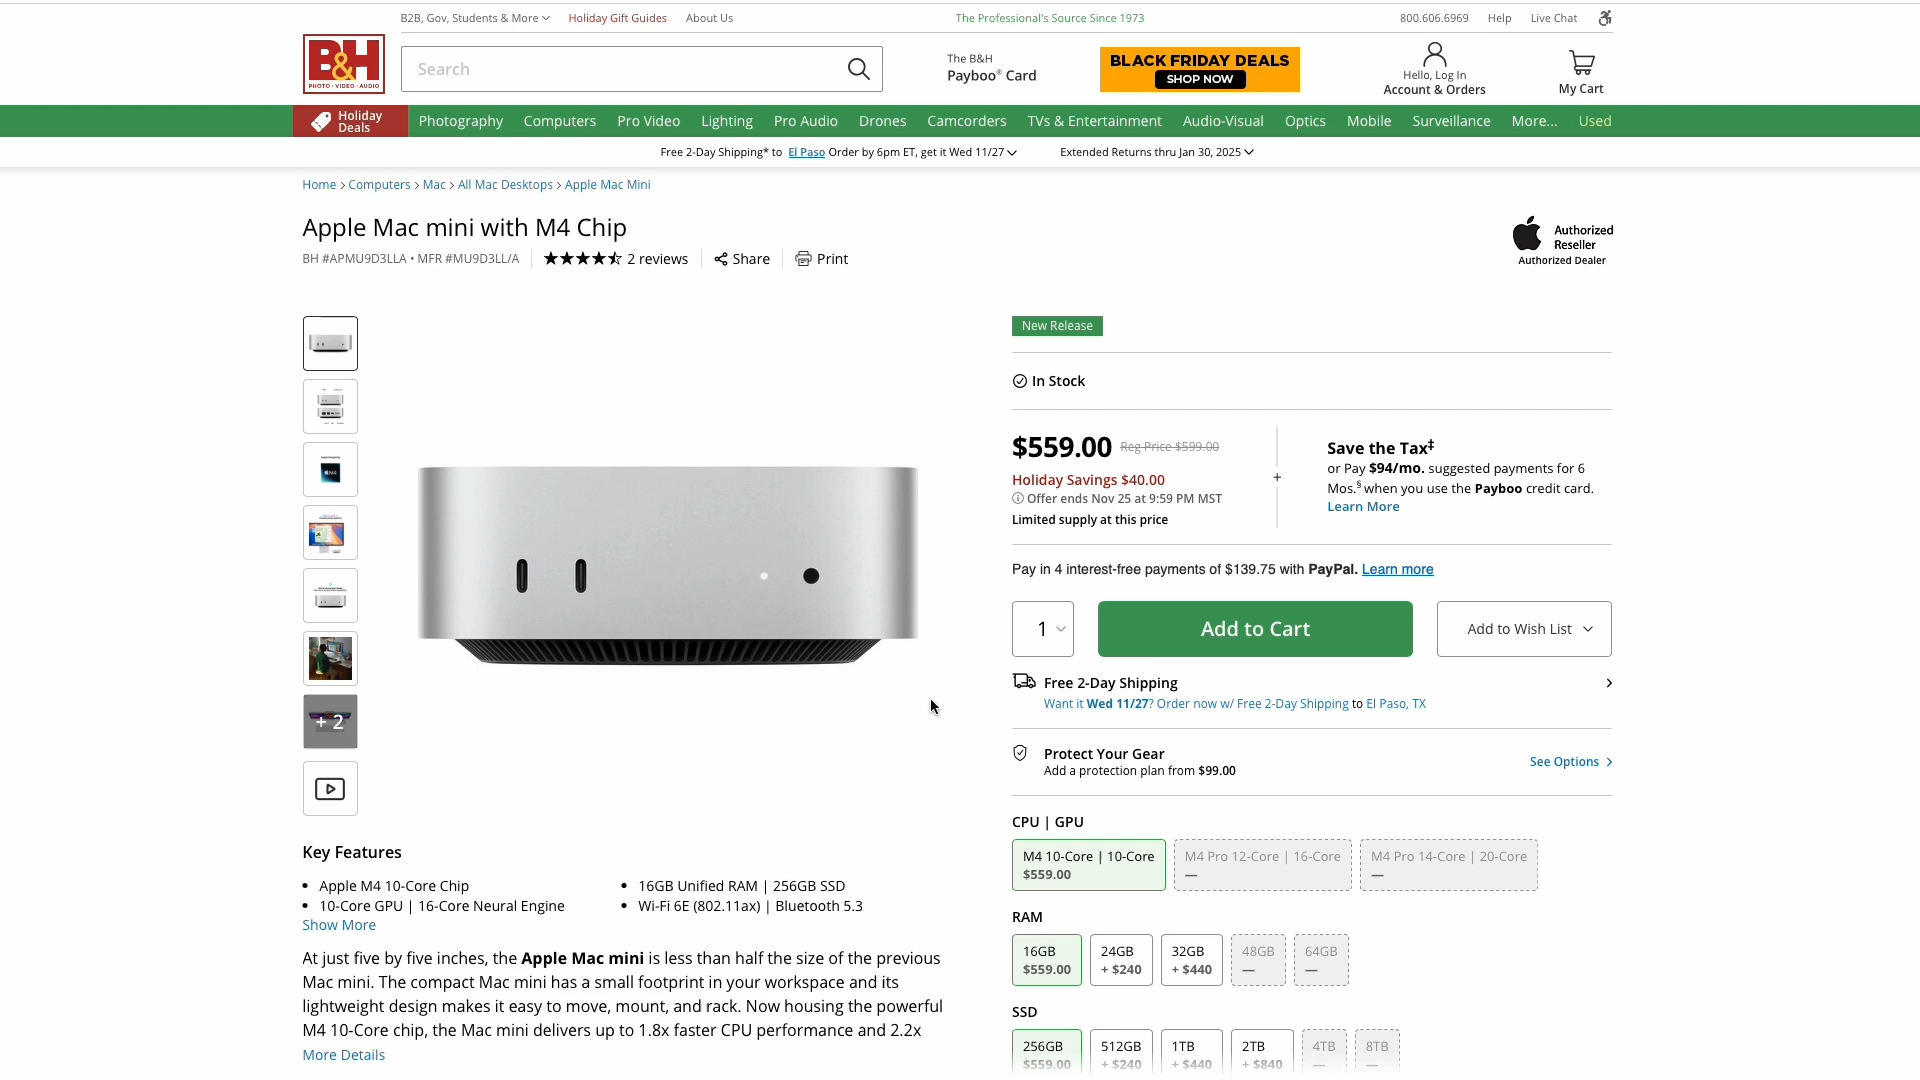 B2B, Gov, Students & More
Holiday Gift Guides
About Us
The Professional's Source Since 1973
800.606.6969
Help
Live Chat
B&H
PHOTO • VIDEO • AUDIO
Search
The B&H
Payboo® Card
BLACK FRIDAY DEALS
SHOP NOW
Hello, Log In
Account & Orders
My Cart
Holiday
Deals
Photography
Computers
Pro Video
Lighting
Pro Audio
Drones
Camcorders
TVs & Entertainment
Audio-Visual
Optics
Mobile
Surveillance
More...
Used
Free 2-Day Shipping* to El Paso Order by 6pm ET, get it Wed 11/27
Extended Returns thru Jan 30, 2025
Home > Computers > Mac > All Mac Desktops > Apple Mac Mini
Apple Mac mini with M4 Chip
BH #APMU9D3LLA • MFR #MU9D3LL/A
2 reviews
Share
Print
Authorized
Reseller
Authorized Dealer
M4
+ 2
New Release
In Stock
$559.00 Reg Price $599.00
Holiday Savings $40.00
Offer ends Nov 25 at 9:59 PM MST
Limited supply at this price
+
Save the Tax‡
or Pay $94/mo. suggested payments for 6
Mos.§ when you use the Payboo credit card.
Learn More
Pay in 4 interest-free payments of $139.75 with PayPal. Learn more
1
Add to Cart
Add to Wish List
Free 2-Day Shipping
Want it Wed 11/27? Order now w/ Free 2-Day Shipping to El Paso, TX
Protect Your Gear
Add a protection plan from $99.00
See Options
CPU | GPU
M4 10-Core | 10-Core
$559.00
M4 Pro 12-Core | 16-Core
—
M4 Pro 14-Core | 20-Core
—
RAM
16GB
$559.00
24GB
+ $240
32GB
+ $440
48GB
—
64GB
—
SSD
256GB
$559.00
512GB
+ $240
1TB
+ $440
2TB
+ $840
4TB
—
8TB
—
Key Features
• Apple M4 10-Core Chip
• 10-Core GPU | 16-Core Neural Engine
• 16GB Unified RAM | 256GB SSD
• Wi-Fi 6E (802.11ax) | Bluetooth 5.3
Show More
At just five by five inches, the Apple Mac mini is less than half the size of the previous
Mac mini. The compact Mac mini has a small footprint in your workspace and its
lightweight design makes it easy to move, mount, and rack. Now housing the powerful
M4 10-Core chip, the Mac mini delivers up to 1.8x faster CPU performance and 2.2x
More Details